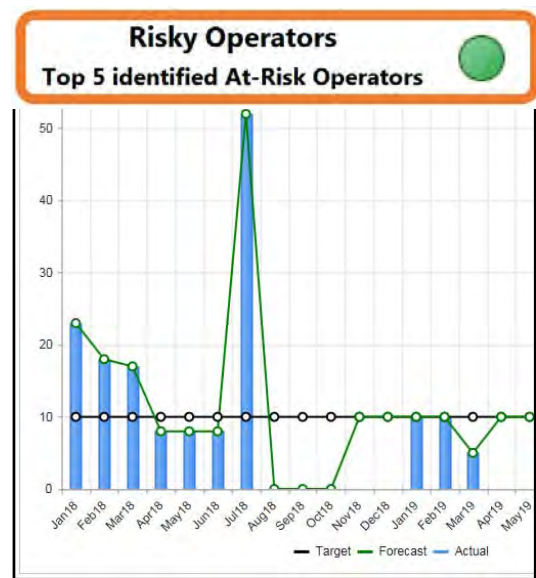 Risky Operators
Top 5 identified At-Risk Operators
50
40
30
20
10
0
Jan18 Feb18 Mar18 Apr18 May18 Jun18 Jul18 Aug18 Sep18 Oct18 Nov18 Dec18 Jan19 Feb19 Mar19 Apr19 May19
Target Forecast Actual